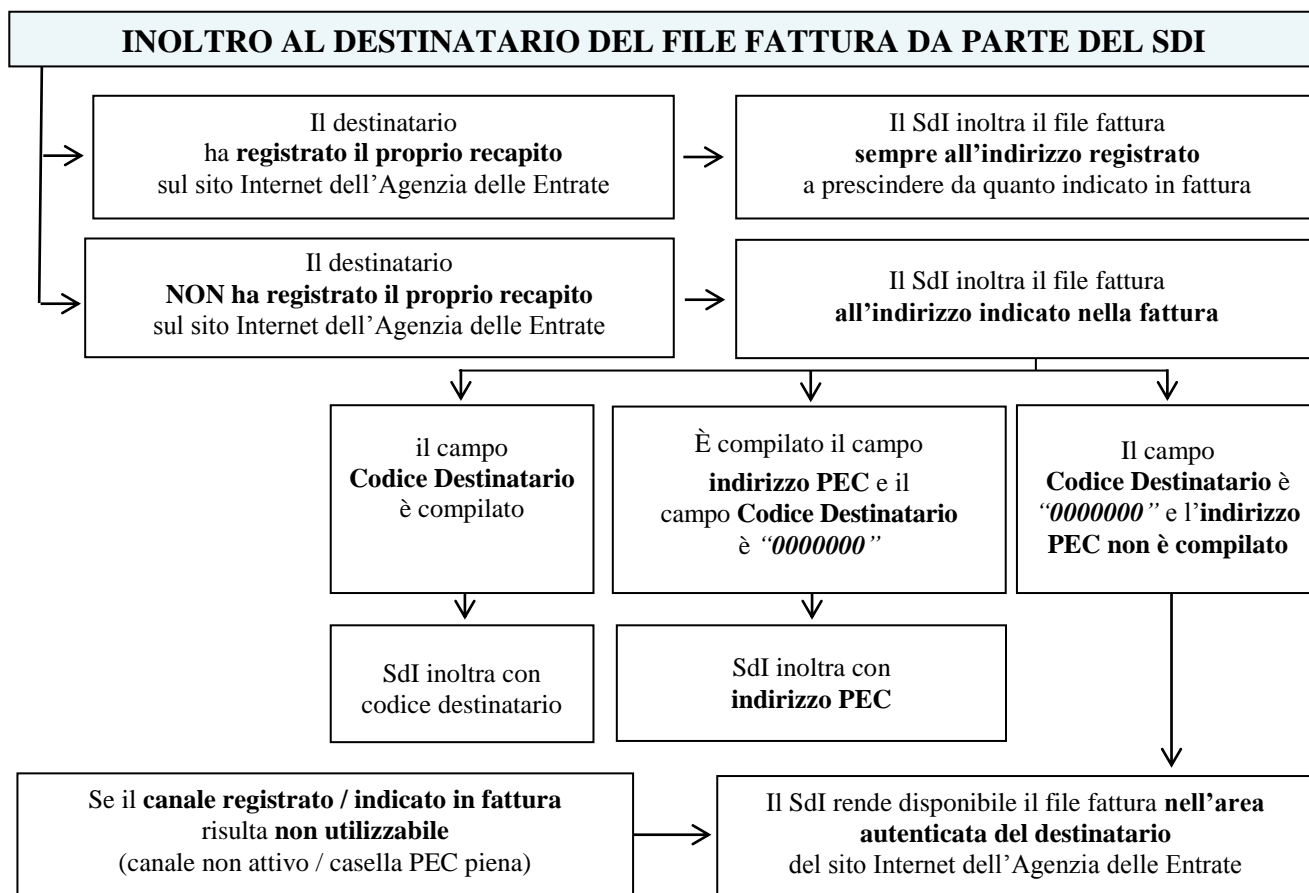 INOLTRO AL DESTINATARIO DEL FILE FATTURA DA PARTE DEL SDI
Il destinatario
ha registrato il proprio recapito
sul sito Internet dell’Agenzia delle Entrate
Il SdI inoltra il file fattura
sempre all’indirizzo registrato
a prescindere da quanto indicato in fattura
Il destinatario
NON ha registrato il proprio recapito
sul sito Internet dell’Agenzia delle Entrate
Il SdI inoltra il file fattura
all’indirizzo indicato nella fattura
il campo
Codice Destinatario
è compilato
È compilato il campo
indirizzo PEC e il
campo Codice Destinatario
è “0000000”
Il campo
Codice Destinatario è
“0000000” e l’indirizzo
PEC non è compilato
SdI inoltra con
codice destinatario
SdI inoltra con
indirizzo PEC
Se il canale registrato / indicato in fattura
risulta non utilizzabile
(canale non attivo / casella PEC piena)
Il SdI rende disponibile il file fattura nell’area
autenticata del destinatario
del sito Internet dell’Agenzia delle Entrate